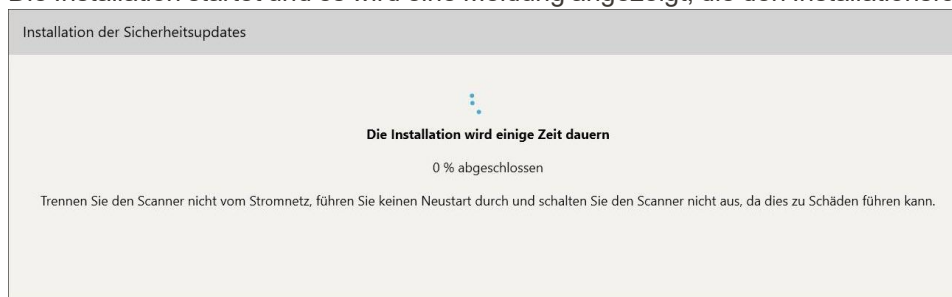 Die Installation startet und es wird eine Meldung angezeigt, die den
Installation der Sicherheitsupdates
Die Installation wird einige Zeit dauern
0 % abgeschlossen
Trennen Sie den Scanner nicht vom Stromnetz, führen Sie keinen Neustart durch und schalten Sie den Scanner nicht aus, da dies zu Schäden führen kann.